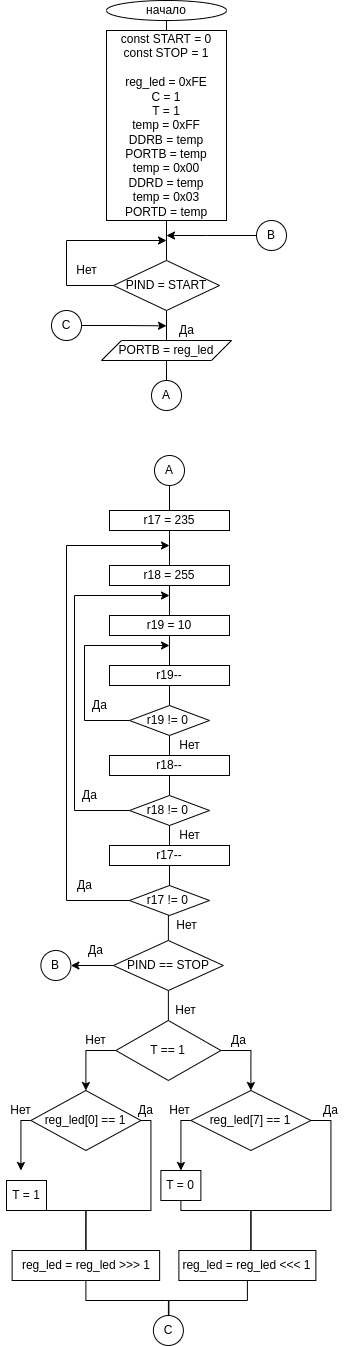 начало
const START = 0
const STOP = 1
reg_led = 0xFE
C = 1
T = 1
temp = 0xFF
DDRB = temp
PORTB = temp
temp = 0x00
DDRD = temp
temp = 0x03
PORTD = temp
B
Нет
PIND = START
C
Да
PORTB = reg_led
A
A
r17 = 235
r18 = 255
r19 = 10
r19--
Да
r19 != 0
Нет
r18--
Да
r18 != 0
Нет
r17--
Да
r17 != 0
Нет
Да
B
PIND == STOP
Нет
Нет
T == 1
Да
Нет
reg_led[0] == 1
Да
Нет
reg_led[7] == 1
Да
T = 1
T = 0
reg_led = reg_led >>> 1
reg_led = reg_led <<< 1
C